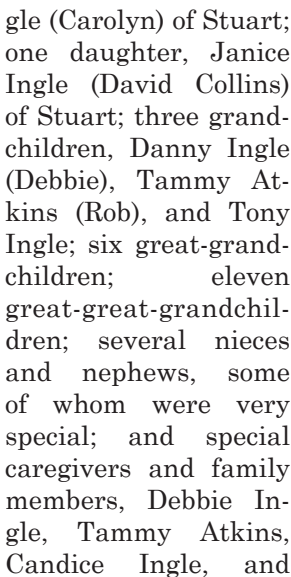 gle (Carolyn) of Stuart;
one daughter, Janice
Ingle (David Collins)
of Stuart; three grand-
children, Danny Ingle
(Debbie), Tammy At-
kins (Rob), and Tony
Ingle; six great-grand-
children; eleven
great-great-grandchil-
dren; several nieces
and nephews, some
of whom were very
special; and special
caregivers and family
members, Debbie In-
gle, Tammy Atkins,
Candice Ingle, and